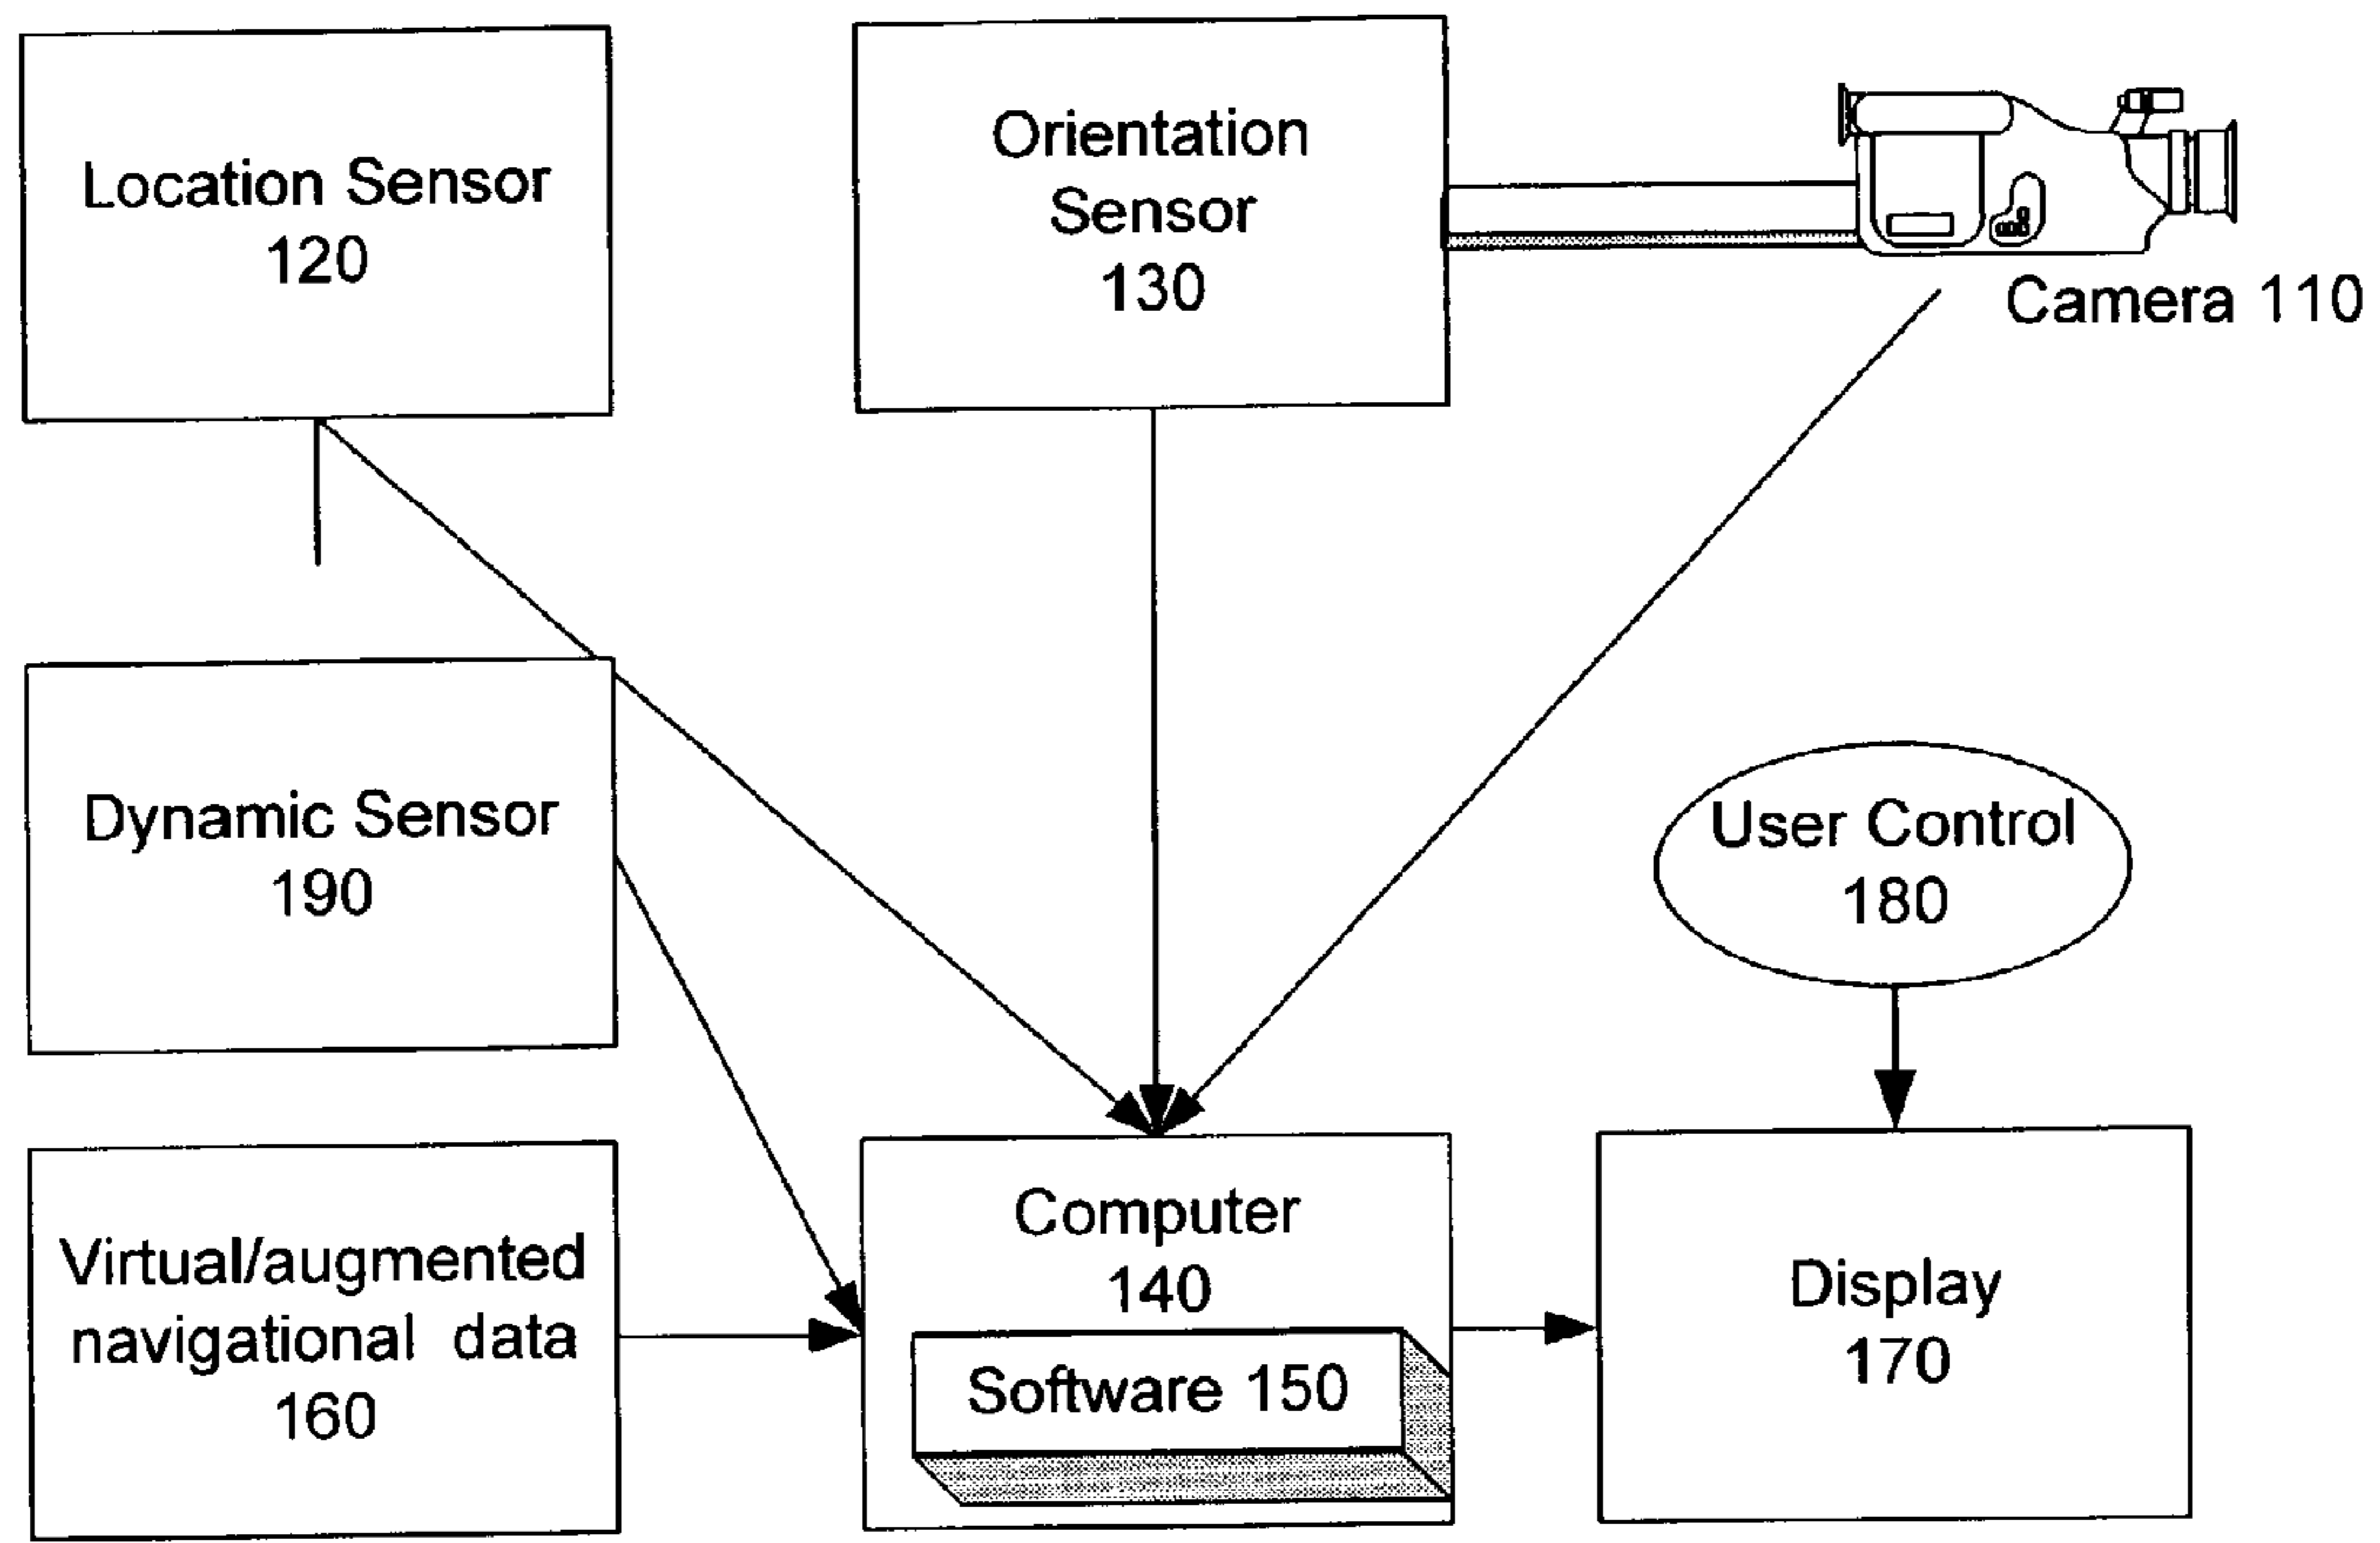 Location Sensor
120
Orientation
Sensor
130
Camera 110
Dynamic Sensor
190
User Control
180
Virtual/augmented
navigational data
160
Computer
140
Software 150
Display
170